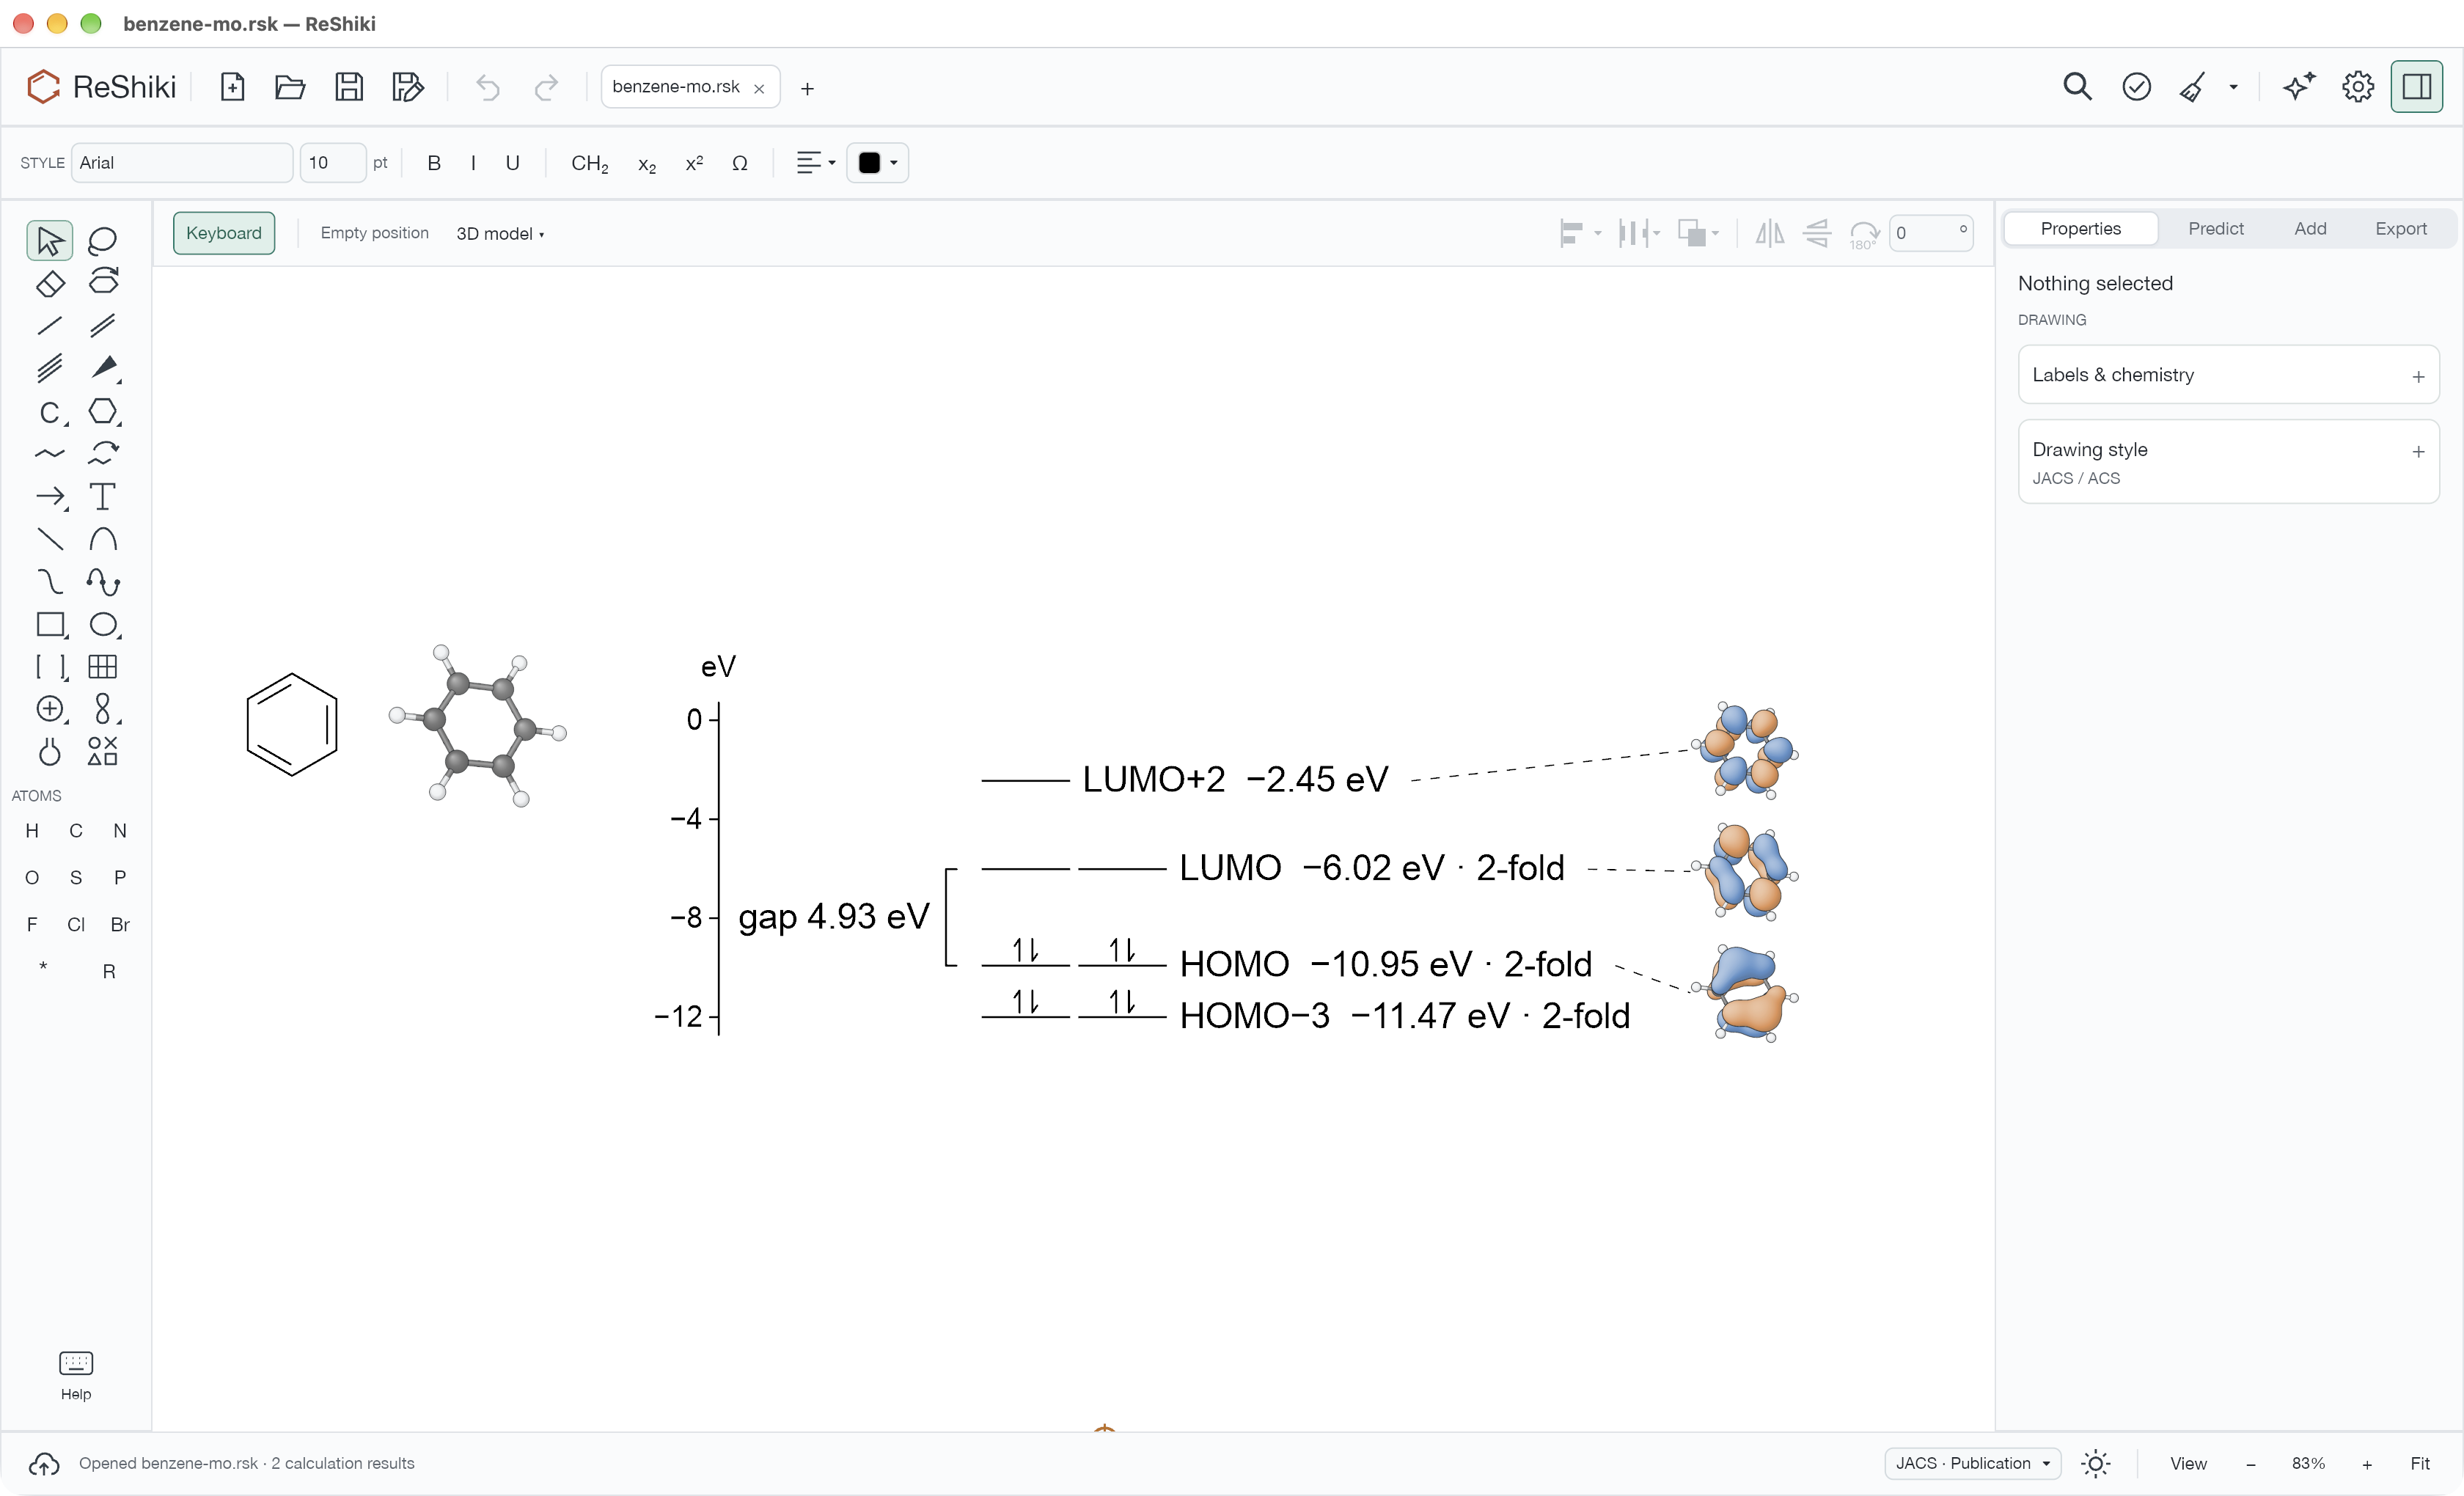 benzene-mo.rsk — ReShiki
ReShiki
benzene-mo.rsk ×
+
STYLE Arial 10 pt B I U CH₂ x₂ x² Ω
Keyboard Empty position 3D model
180° 0 °
Properties Predict Add Export
Nothing selected
DRAWING
Labels & chemistry +
Drawing style +
JACS / ACS
C
T
ATOMS
H C N
O S P
F Cl Br
* R
Help
eV
0
−4
−8
−12
gap 4.93 eV
LUMO+2 −2.45 eV
LUMO −6.02 eV · 2-fold
HOMO −10.95 eV · 2-fold
HOMO−3 −11.47 eV · 2-fold
Opened benzene-mo.rsk · 2 calculation results
JACS · Publication
View − 83% + Fit